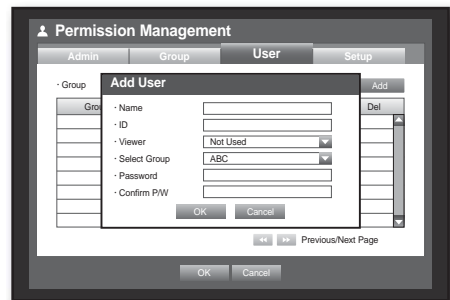 Permission Management
Admin Group User Setup
· Group Add
Add User
Del
· Name
· ID
· Viewer Not Used
· Select Group ABC
· Password
· Confirm P/W
OK Cancel
Previous/Next Page
OK Cancel